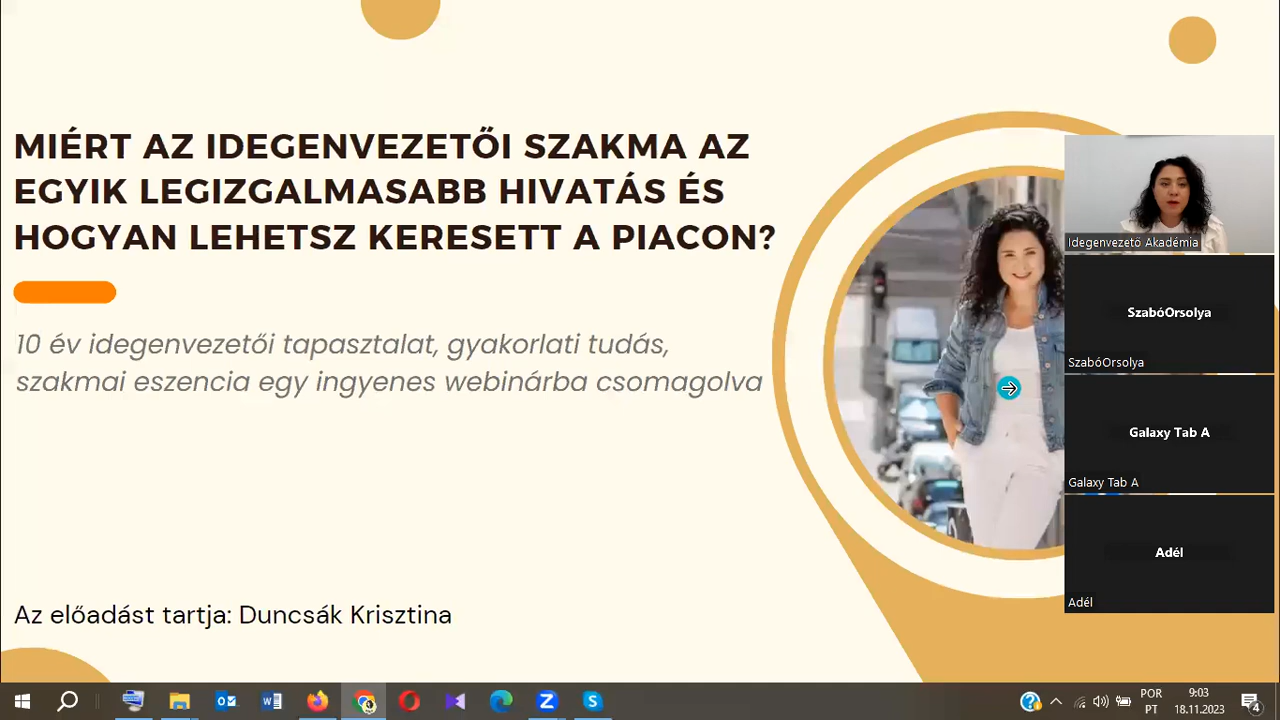 MIÉRT AZ IDEGENVEZETŐI SZAKMA AZ
EGYIK LEGIZGALMASABB HIVATÁS ÉS
HOGYAN LEHETSZ KERESETT A PIACON?
10 év idegenvezetői tapasztalat, gyakorlati tudás,
szakmai eszencia egy ingyenes webinárba csomagolva
Az előadást tartja: Duncsák Krisztina
Idegenvezető Akadémia
SzabóOrsolya
SzabóOrsolya
Galaxy Tab A
Galaxy Tab A
Adél
Adél
POR
PT
9:03
18.11.2023
4